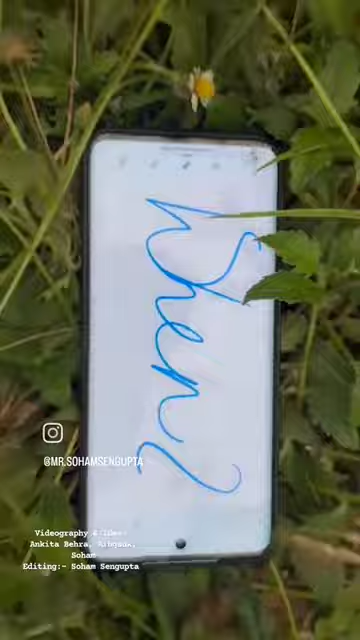 When?
@MR.SOHAMSENGUPTA
Videography & Idea:-
Ankita Behra,
Soham
Editing:- Soham Sengupta